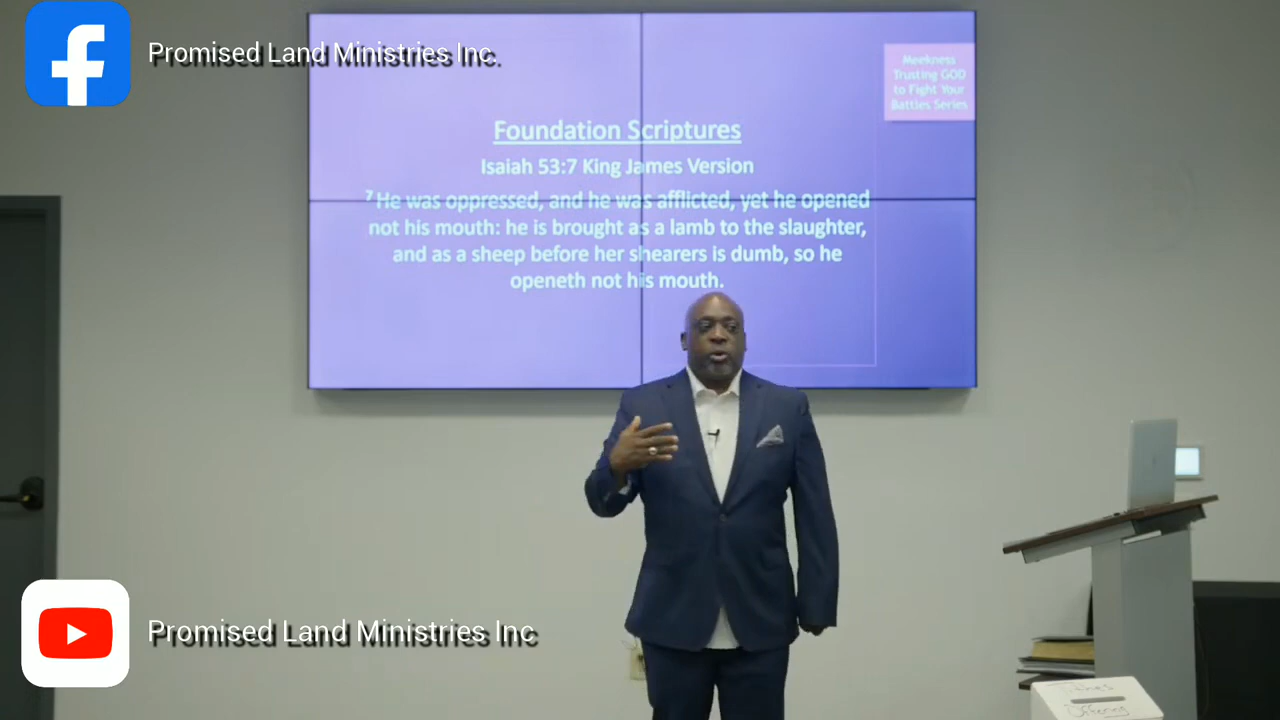 Promised Land Ministries Inc.
Meekness
Trusting GOD
to Fight Your
Battles Series
Foundation Scriptures
Isaiah 53:7 King James Version
7 He was oppressed, and he was afflicted, yet he opened
not his mouth: he is brought as a lamb to the slaughter,
and as a sheep before her shearers is dumb, so he
openeth not his mouth.
Promised Land Ministries Inc
Tithes
Offering